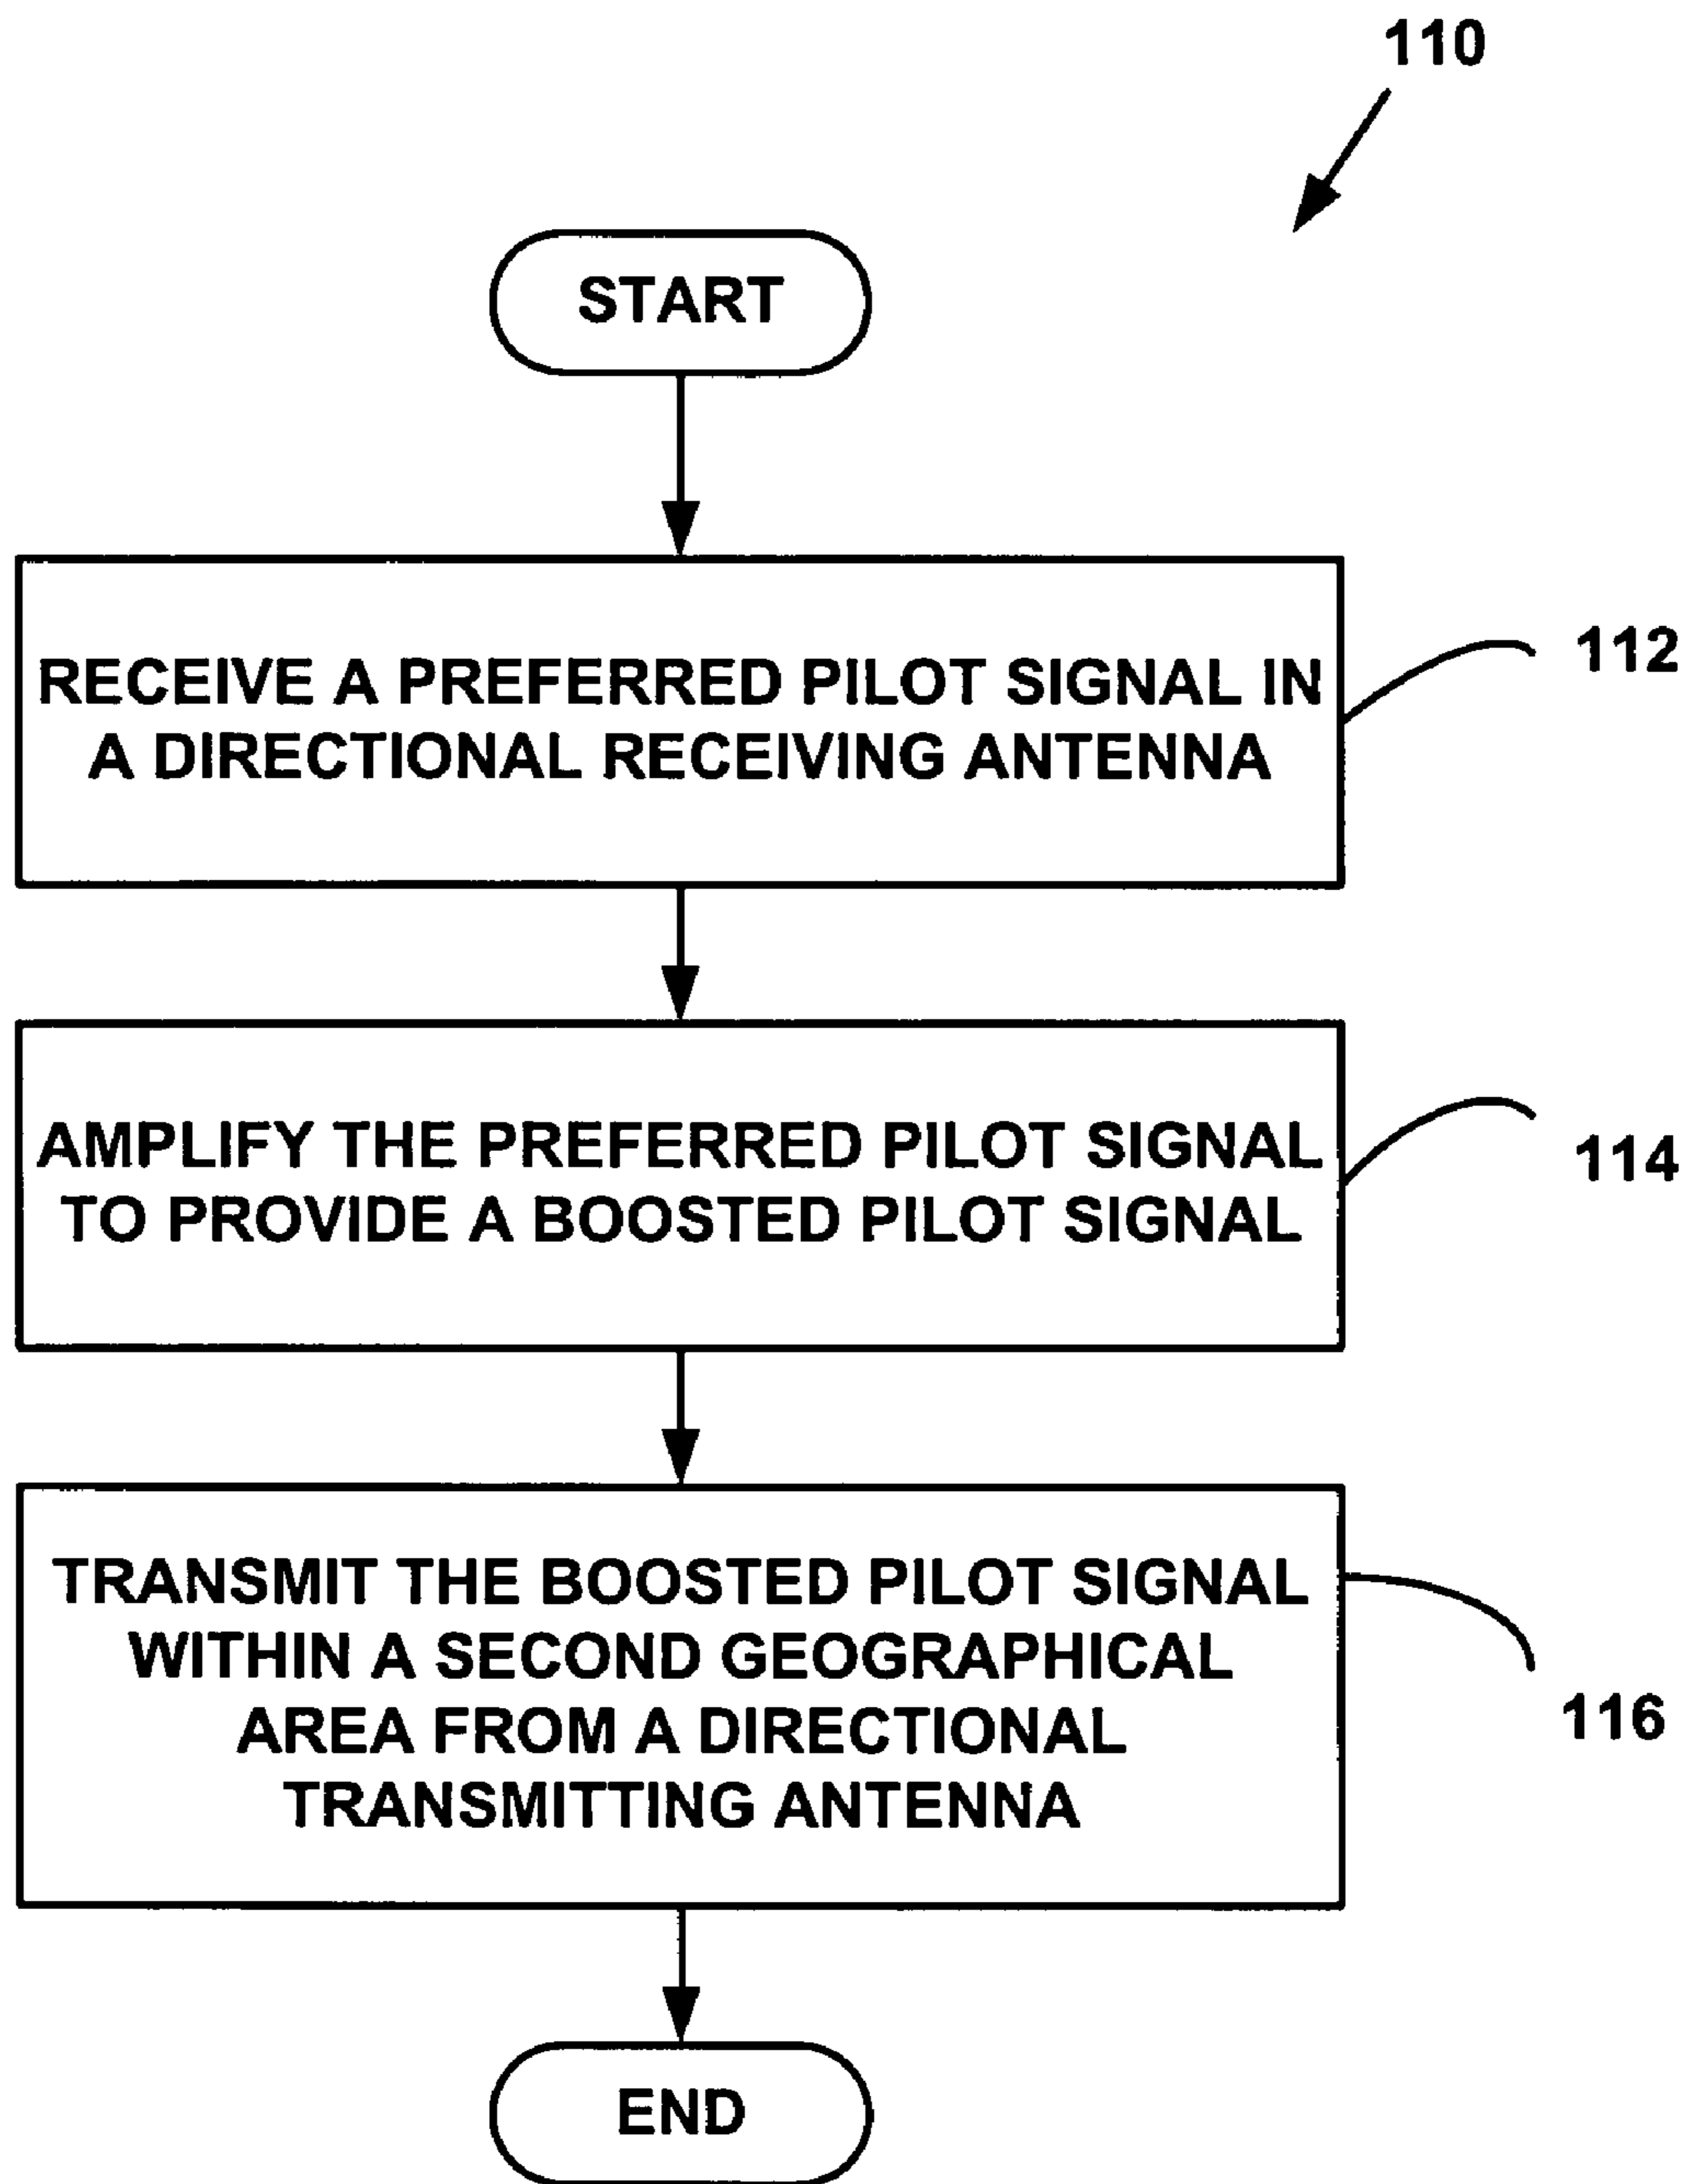 110
START
RECEIVE A PREFERRED PILOT SIGNAL IN
A DIRECTIONAL RECEIVING ANTENNA
112
AMPLIFY THE PREFERRED PILOT SIGNAL
TO PROVIDE A BOOSTED PILOT SIGNAL
114
TRANSMIT THE BOOSTED PILOT SIGNAL
WITHIN A SECOND GEOGRAPHICAL
AREA FROM A DIRECTIONAL
TRANSMITTING ANTENNA
116
END